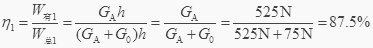 η₁ = W有1 / W总1 = G_A h / (G_A + G₀)h = G_A / (G_A + G₀) = 525N / (525N + 75N) = 87.5%